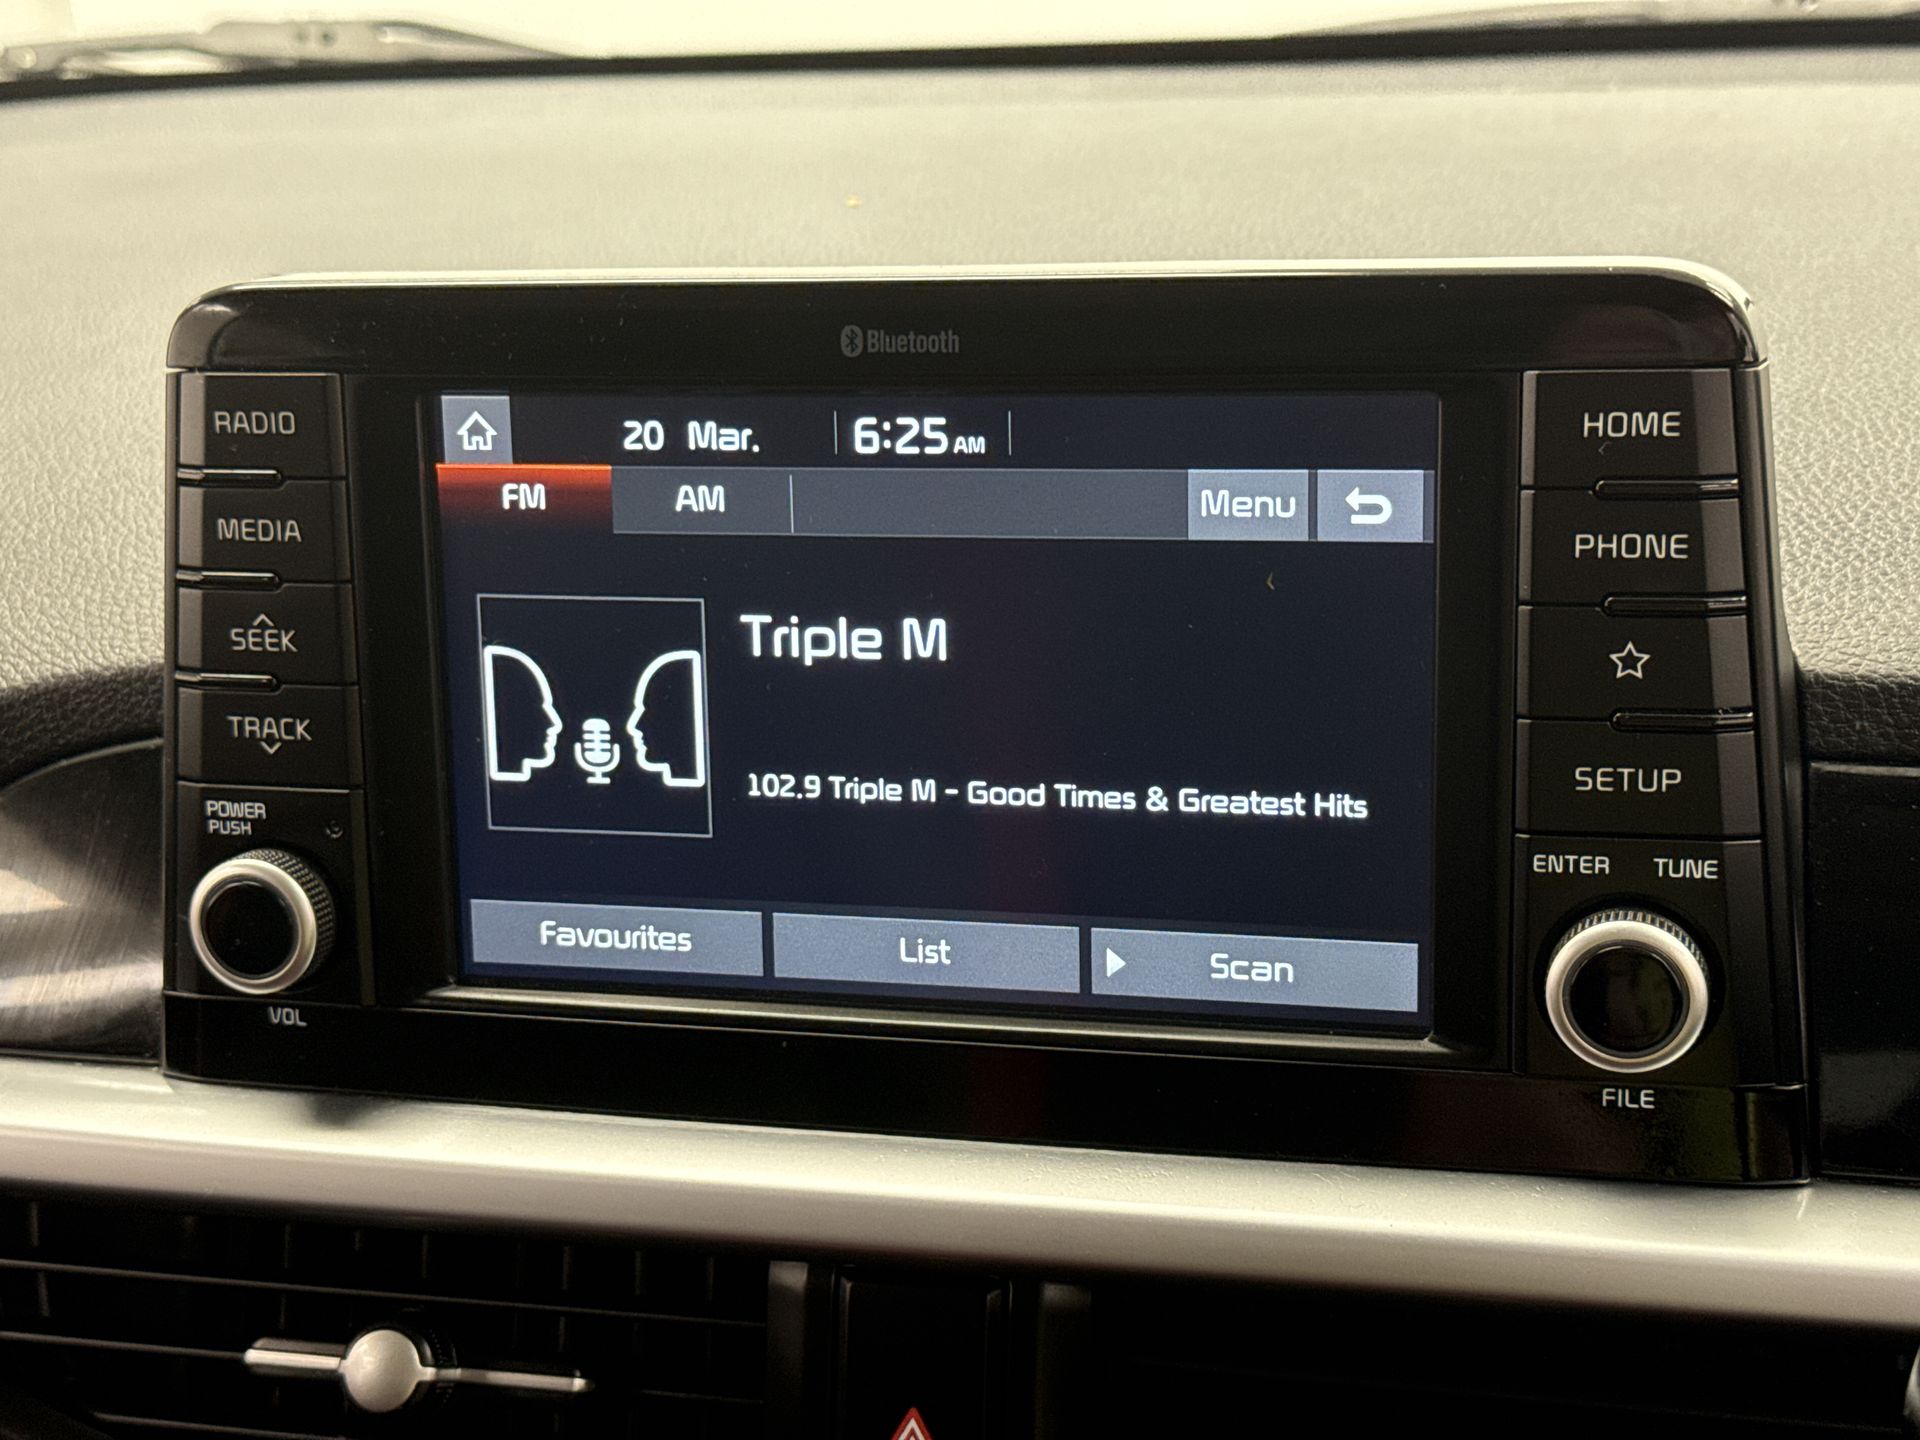 Bluetooth
RADIO
MEDIA
SEEK
TRACK
POWER
PUSH
VOL
20 Mar. 6:25 AM
FM AM Menu
Triple M
102.9 Triple M - Good Times & Greatest Hits
Favourites List Scan
HOME
PHONE
SETUP
ENTER TUNE
FILE